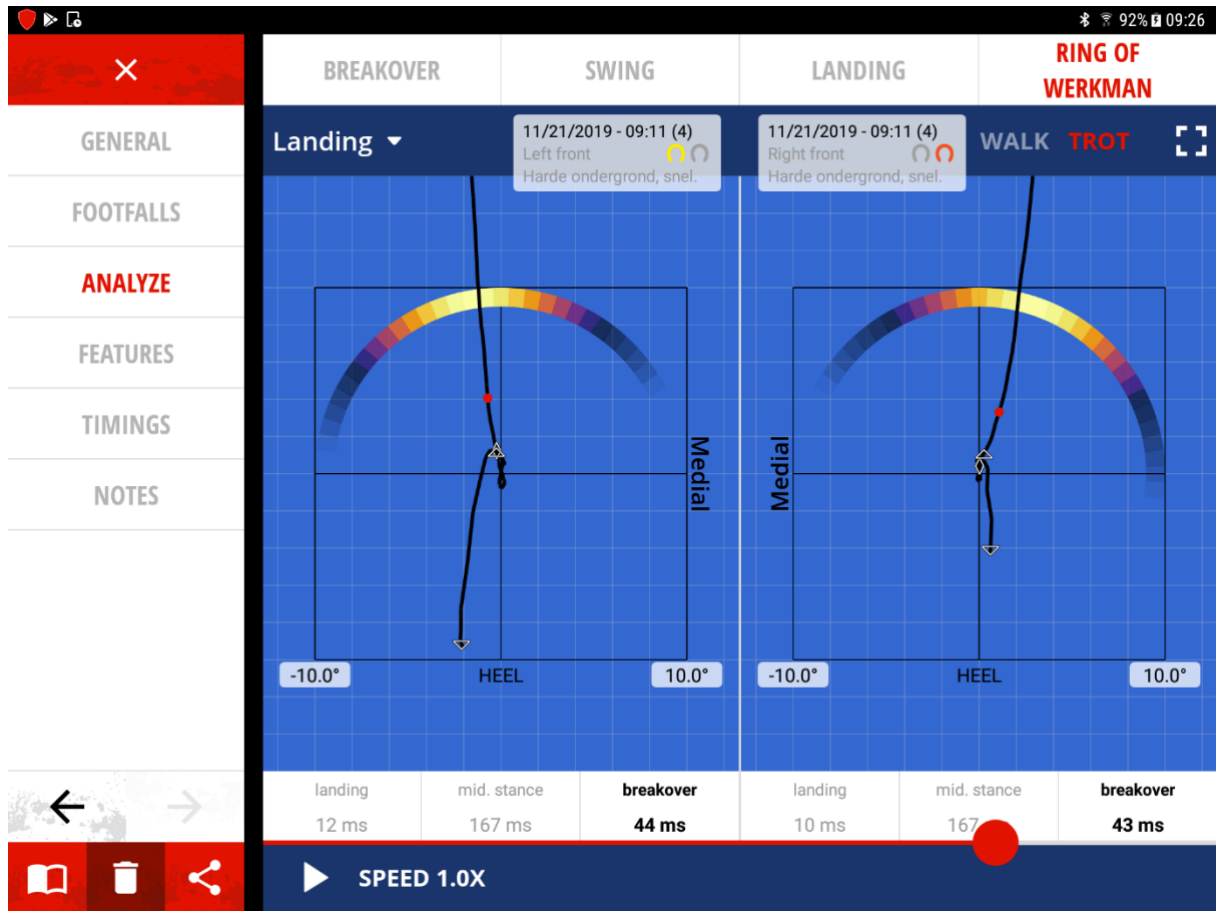 92% 09:26
BREAKOVER
SWING
LANDING
RING OF
WERKMAN
GENERAL
FOOTFALLS
ANALYZE
FEATURES
TIMINGS
NOTES
Landing
11/21/2019 - 09:11 (4)
Left front
Harde ondergrond, snel.
11/21/2019 - 09:11 (4)
Right front
Harde ondergrond, snel.
WALK TROT
Medial
Medial
-10.0°
HEEL
10.0°
-10.0°
HEEL
10.0°
landing
mid. stance
breakover
landing
mid. stance
breakover
12 ms
167 ms
44 ms
10 ms
167
43 ms
SPEED 1.0X